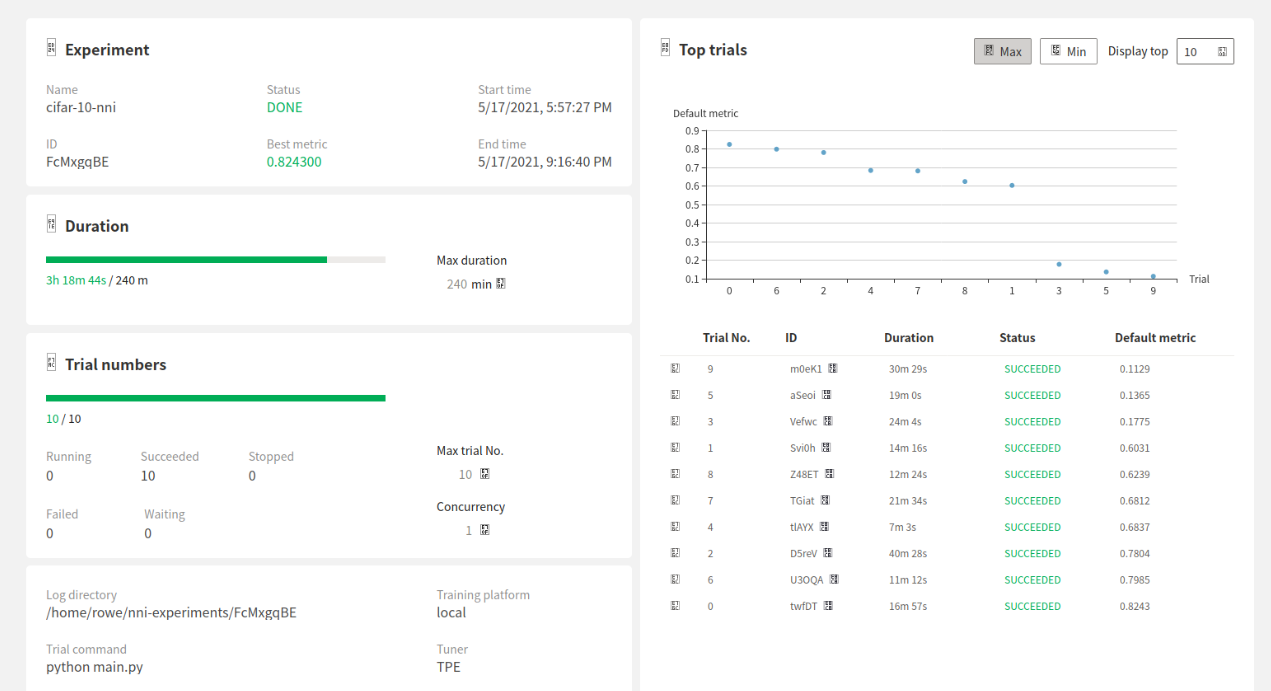 Experiment
Name
cifar-10-nni
Status
DONE
Start time
5/17/2021, 5:57:27 PM
ID
FcMxgqBE
Best metric
0.824300
End time
5/17/2021, 9:16:40 PM
Duration
3h 18m 44s / 240 m
Max duration
240 min
Trial numbers
10 / 10
Running
0
Succeeded
10
Stopped
0
Max trial No.
10
Failed
0
Waiting
0
Concurrency
1
Log directory
/home/rowe/nni-experiments/FcMxgqBE
Training platform
local
Trial command
python main.py
Tuner
TPE
Top trials
Max
Min
Display top
10
Default metric
0.9
0.8
0.7
0.6
0.5
0.4
0.3
0.2
0.1
0 6 2 4 7 8 1 3 5 9
Trial
Trial No. ID Duration Status Default metric
9 m0eK1 30m 29s SUCCEEDED 0.1129
5 aSeoi 19m 0s SUCCEEDED 0.1365
3 Vefwc 24m 4s SUCCEEDED 0.1775
1 Svi0h 14m 16s SUCCEEDED 0.6031
8 Z48ET 12m 24s SUCCEEDED 0.6239
7 TGiat 21m 34s SUCCEEDED 0.6812
4 tlAYX 7m 3s SUCCEEDED 0.6837
2 D5reV 40m 28s SUCCEEDED 0.7804
6 U3OQA 11m 12s SUCCEEDED 0.7985
0 twfDT 16m 57s SUCCEEDED 0.8243